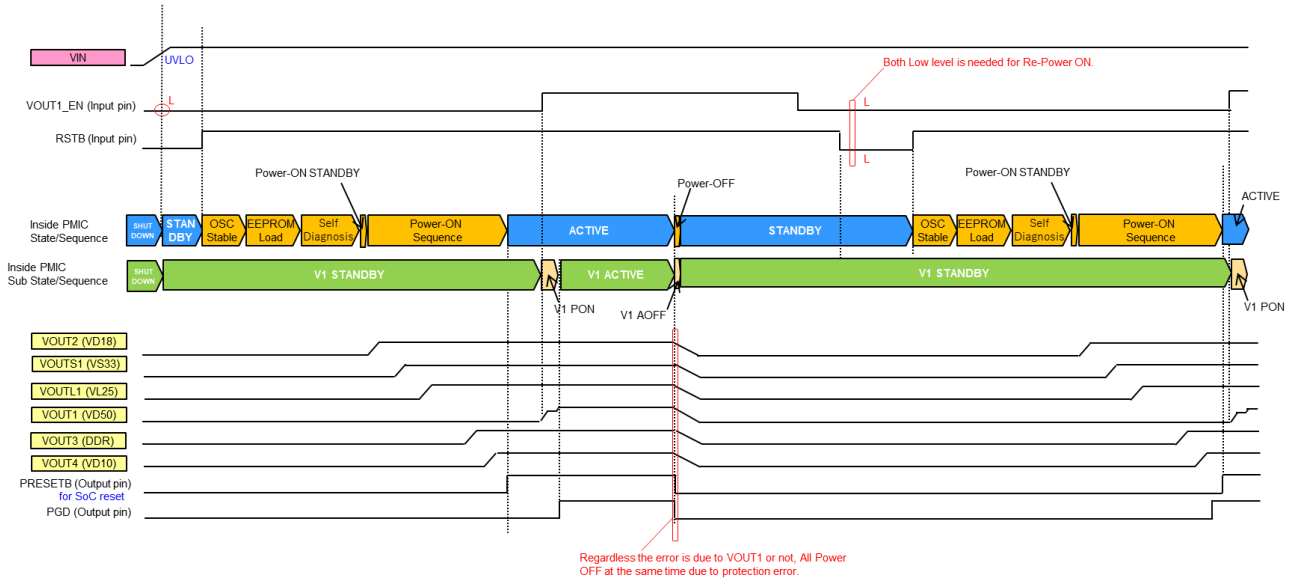 VIN
UVLO
Both Low level is needed for Re-Power ON.
VOUT1_EN (Input pin)
L
L
RSTB (Input pin)
L
Power-ON STANDBY
Power-OFF
Power-ON STANDBY
ACTIVE
Inside PMIC
State/Sequence
SHUT
DOWN
STAN
DBY
OSC
Stable
EEPROM
Load
Self
Diagnosis
Power-ON
Sequence
ACTIVE
STANDBY
OSC
Stable
EEPROM
Load
Self
Diagnosis
Power-ON
Sequence
Inside PMIC
Sub State/Sequence
SHUT
DOWN
V1 STANDBY
V1 ACTIVE
V1 STANDBY
V1 PON
V1 AOFF
V1 PON
VOUT2 (VD18)
VOUTS1 (VS33)
VOUTL1 (VL25)
VOUT1 (VD50)
VOUT3 (DDR)
VOUT4 (VD10)
PRESETB (Output pin)
for SoC reset
PGD (Output pin)
Regardless the error is due to VOUT1 or not, All Power
OFF at the same time due to protection error.